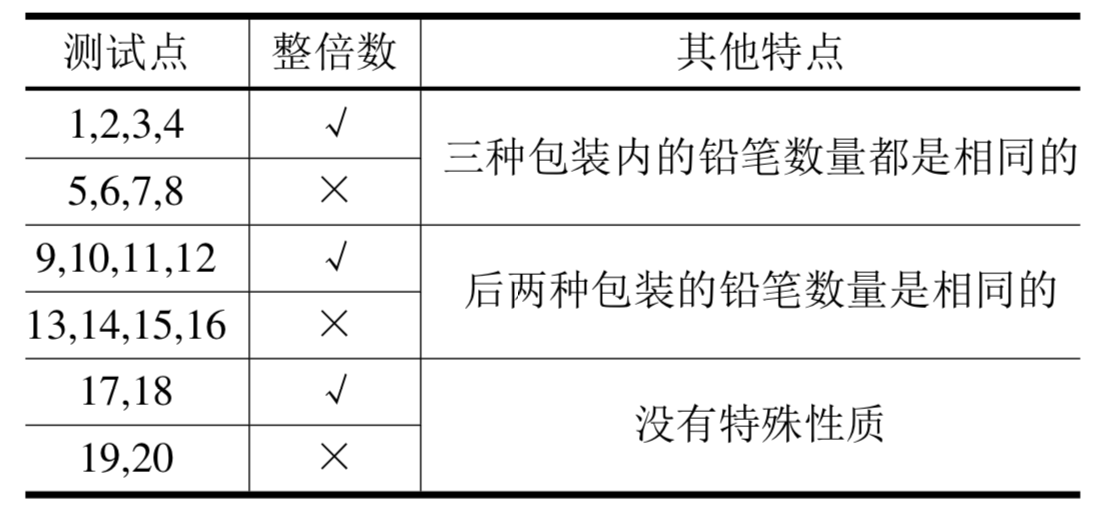 测试点 整倍数 其他特点
1,2,3,4 √ 三种包装内的铅笔数量都是相同的
5,6,7,8 ×
9,10,11,12 √ 后两种包装的铅笔数量是相同的
13,14,15,16 ×
17,18 √ 没有特殊性质
19,20 ×